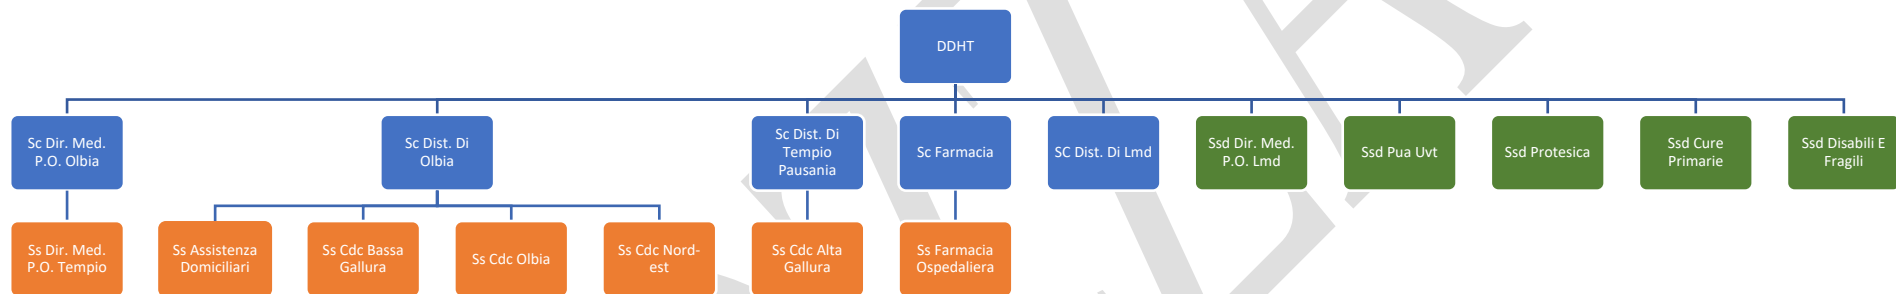 DDHT
Sc Dir. Med.
P.O. Olbia
Sc Dist. Di
Olbia
Sc Dist. Di
Tempio
Pausania
Sc Farmacia
SC Dist. Di Lmd
Ssd Dir. Med.
P.O. Lmd
Ssd Pua Uvt
Ssd Protesica
Ssd Cure
Primarie
Ssd Disabili E
Fragili
Ss Dir. Med.
P.O. Tempio
Ss Assistenza
Domiciliari
Ss Cdc Bassa
Gallura
Ss Cdc Olbia
Ss Cdc Nord-
est
Ss Cdc Alta
Gallura
Ss Farmacia
Ospedaliera